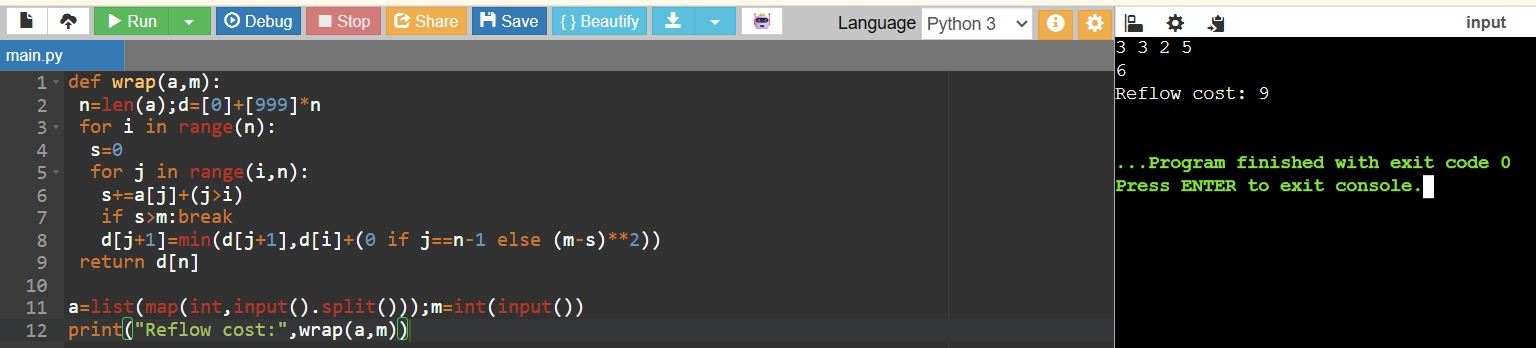 Run Debug Stop Share Save { } Beautify Language Python 3 input
main.py
1 def wrap(a,m):
2 n=len(a);d=[0]+[999]*n
3 for i in range(n):
4 s=0
5 for j in range(i,n):
6 s+=a[j]+(j>i)
7 if s>m:break
8 d[j+1]=min(d[j+1],d[i]+(0 if j==n-1 else (m-s)**2))
9 return d[n]
10
11 a=list(map(int,input().split()));m=int(input())
12 print("Reflow cost:",wrap(a,m))
3 3 2 5
6
Reflow cost: 9
...Program finished with exit code 0
Press ENTER to exit console.